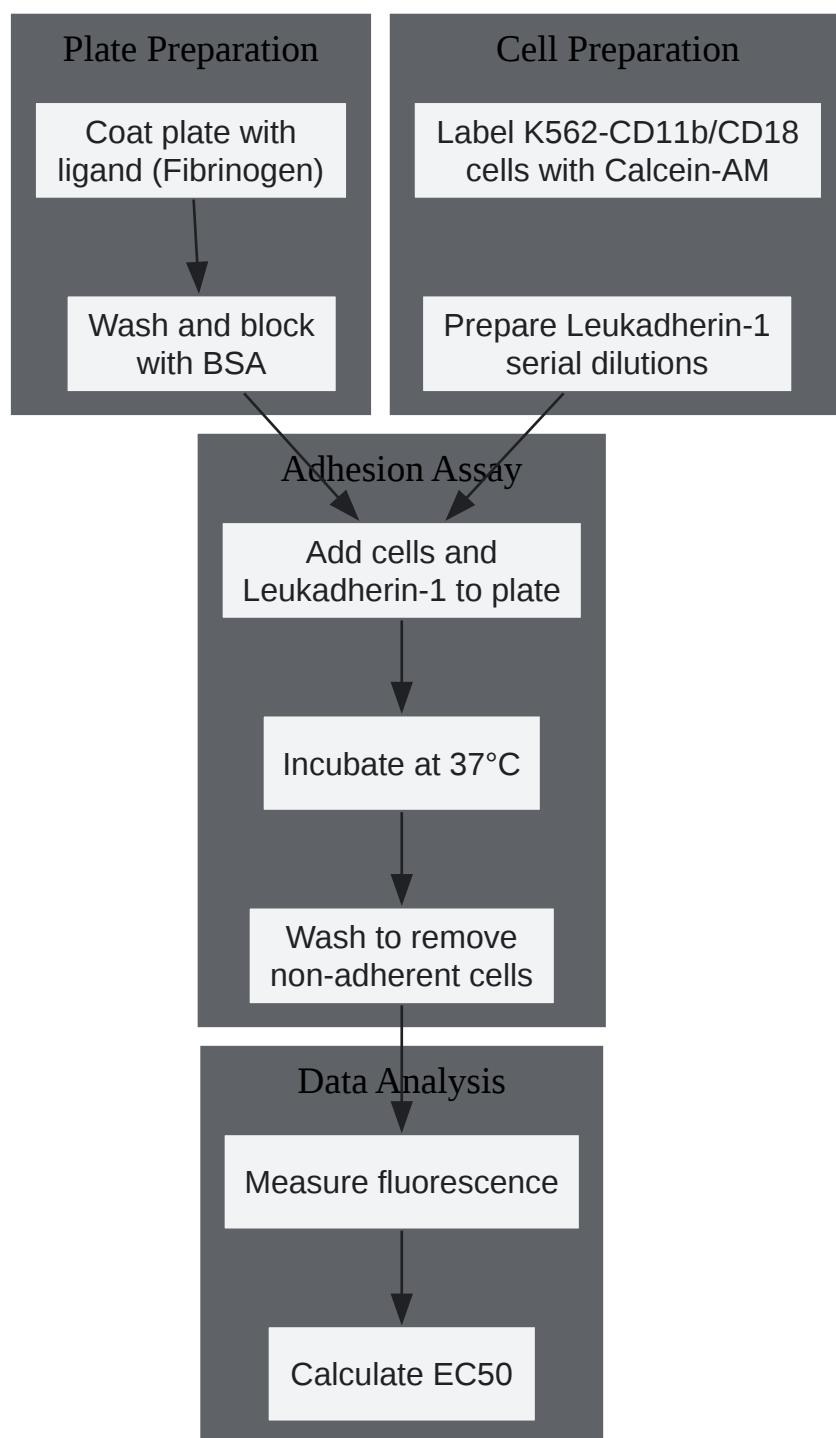 Plate Preparation
Coat plate with
ligand (Fibrinogen)
Wash and block
with BSA
Cell Preparation
Label K562-CD11b/CD18
cells with Calcein-AM
Prepare Leukadherin-1
serial dilutions
Adhesion Assay
Add cells and
Leukadherin-1 to plate
Incubate at 37°C
Wash to remove
non-adherent cells
Data Analysis
Measure fluorescence
Calculate EC50